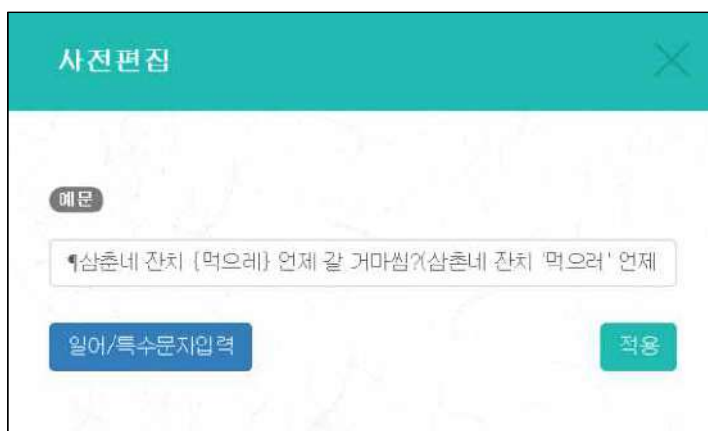 사전편집
예문
¶삼춘네 잔치 {먹으레} 언제 갈 거마씸?(삼촌네 잔치 '먹으러' 언제
일어/특수문자입력
적용